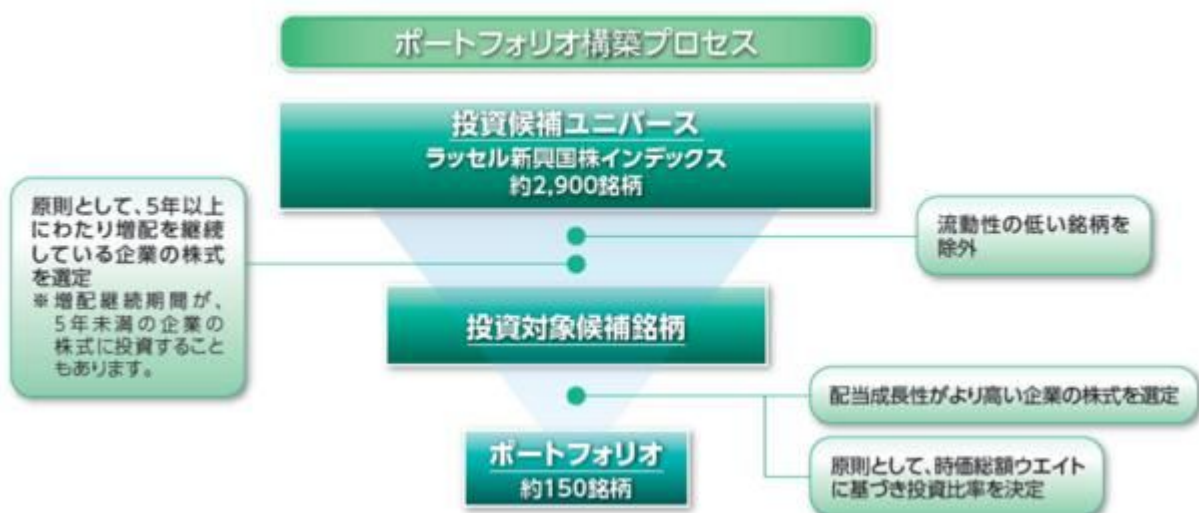 ポートフォリオ構築プロセス
投資候補ユニバース
ラッセル新興国株インデックス
約2,900銘柄
原則として、5年以上
にわたり増配を継続
している企業の株式
を選定
※増配継続期間が、
5年未満の企業の
株式に投資すること
もあります。
流動性の低い銘柄を
除外
投資対象候補銘柄
配当成長性がより高い企業の株式を選定
原則として、時価総額ウエイト
に基づき投資比率を決定
ポートフォリオ
約150銘柄